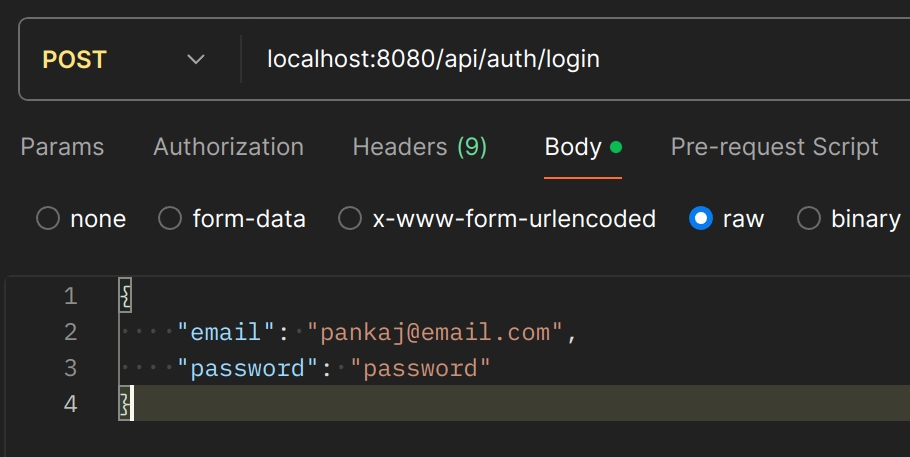 POST localhost:8080/api/auth/login
Params Authorization Headers (9) Body Pre-request Script
none form-data x-www-form-urlencoded raw binary
1 {
2 "email": "pankaj@email.com",
3 "password": "password"
4 }